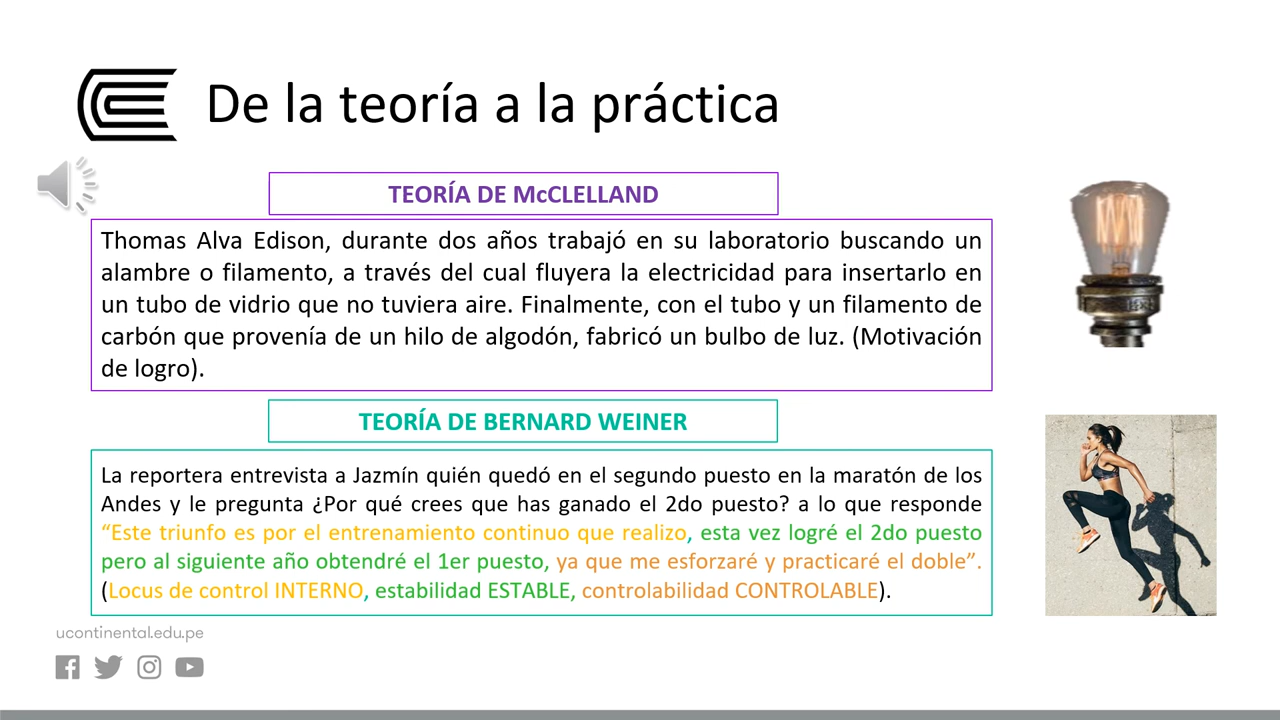 De la teoría a la práctica
TEORÍA DE McCLELLAND
Thomas Alva Edison, durante dos años trabajó en su laboratorio buscando un
alambre o filamento, a través del cual fluyera la electricidad para insertarlo en
un tubo de vidrio que no tuviera aire. Finalmente, con el tubo y un filamento de
carbón que provenía de un hilo de algodón, fabricó un bulbo de luz. (Motivación
de logro).
TEORÍA DE BERNARD WEINER
La reportera entrevista a Jazmín quién quedó en el segundo puesto en la maratón de los
Andes y le pregunta ¿Por qué crees que has ganado el 2do puesto? a lo que responde
“Este triunfo es por el entrenamiento continuo que realizo, esta vez logré el 2do puesto
pero al siguiente año obtendré el 1er puesto, ya que me esforzaré y practicaré el doble”.
(Locus de control INTERNO, estabilidad ESTABLE, controlabilidad CONTROLABLE).
ucontinental.edu.pe